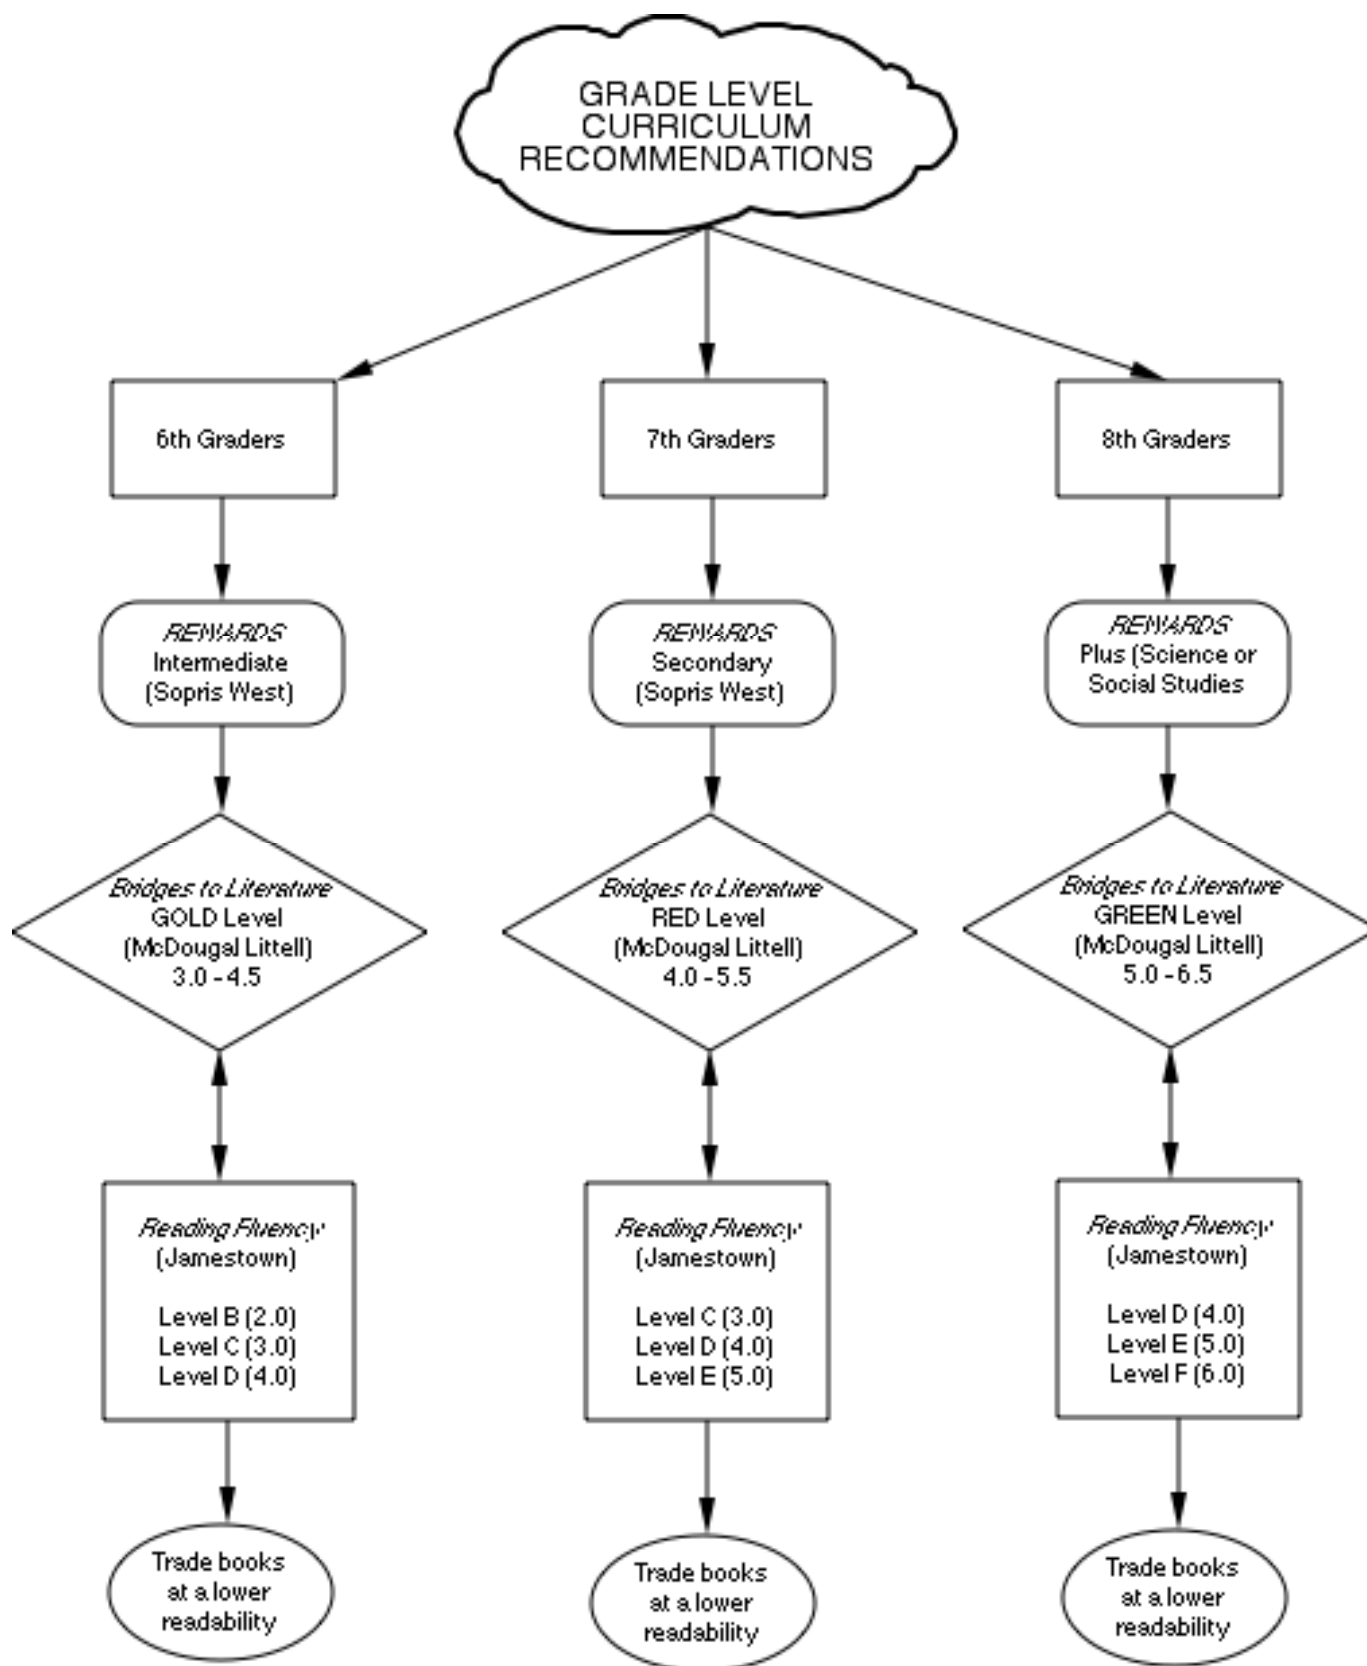 GRADE LEVEL
CURRICULUM
RECOMMENDATIONS
6th Graders
7th Graders
8th Graders
REWARDS
Intermediate
(Sopris West)
REWARDS
Secondary
(Sopris West)
REWARDS
Plus (Science or
Social Studies
Bridges to Literature
GOLD Level
(McDougal Littell)
3.0 - 4.5
Bridges to Literature
RED Level
(McDougal Littell)
4.0 - 5.5
Bridges to Literature
GREEN Level
(McDougal Littell)
5.0 - 6.5
Reading Fluency
(Jamestown)
Level B (2.0)
Level C (3.0)
Level D (4.0)
Reading Fluency
(Jamestown)
Level C (3.0)
Level D (4.0)
Level E (5.0)
Reading Fluency
(Jamestown)
Level D (4.0)
Level E (5.0)
Level F (6.0)
Trade books
at a lower
readability
Trade books
at a lower
readability
Trade books
at a lower
readability